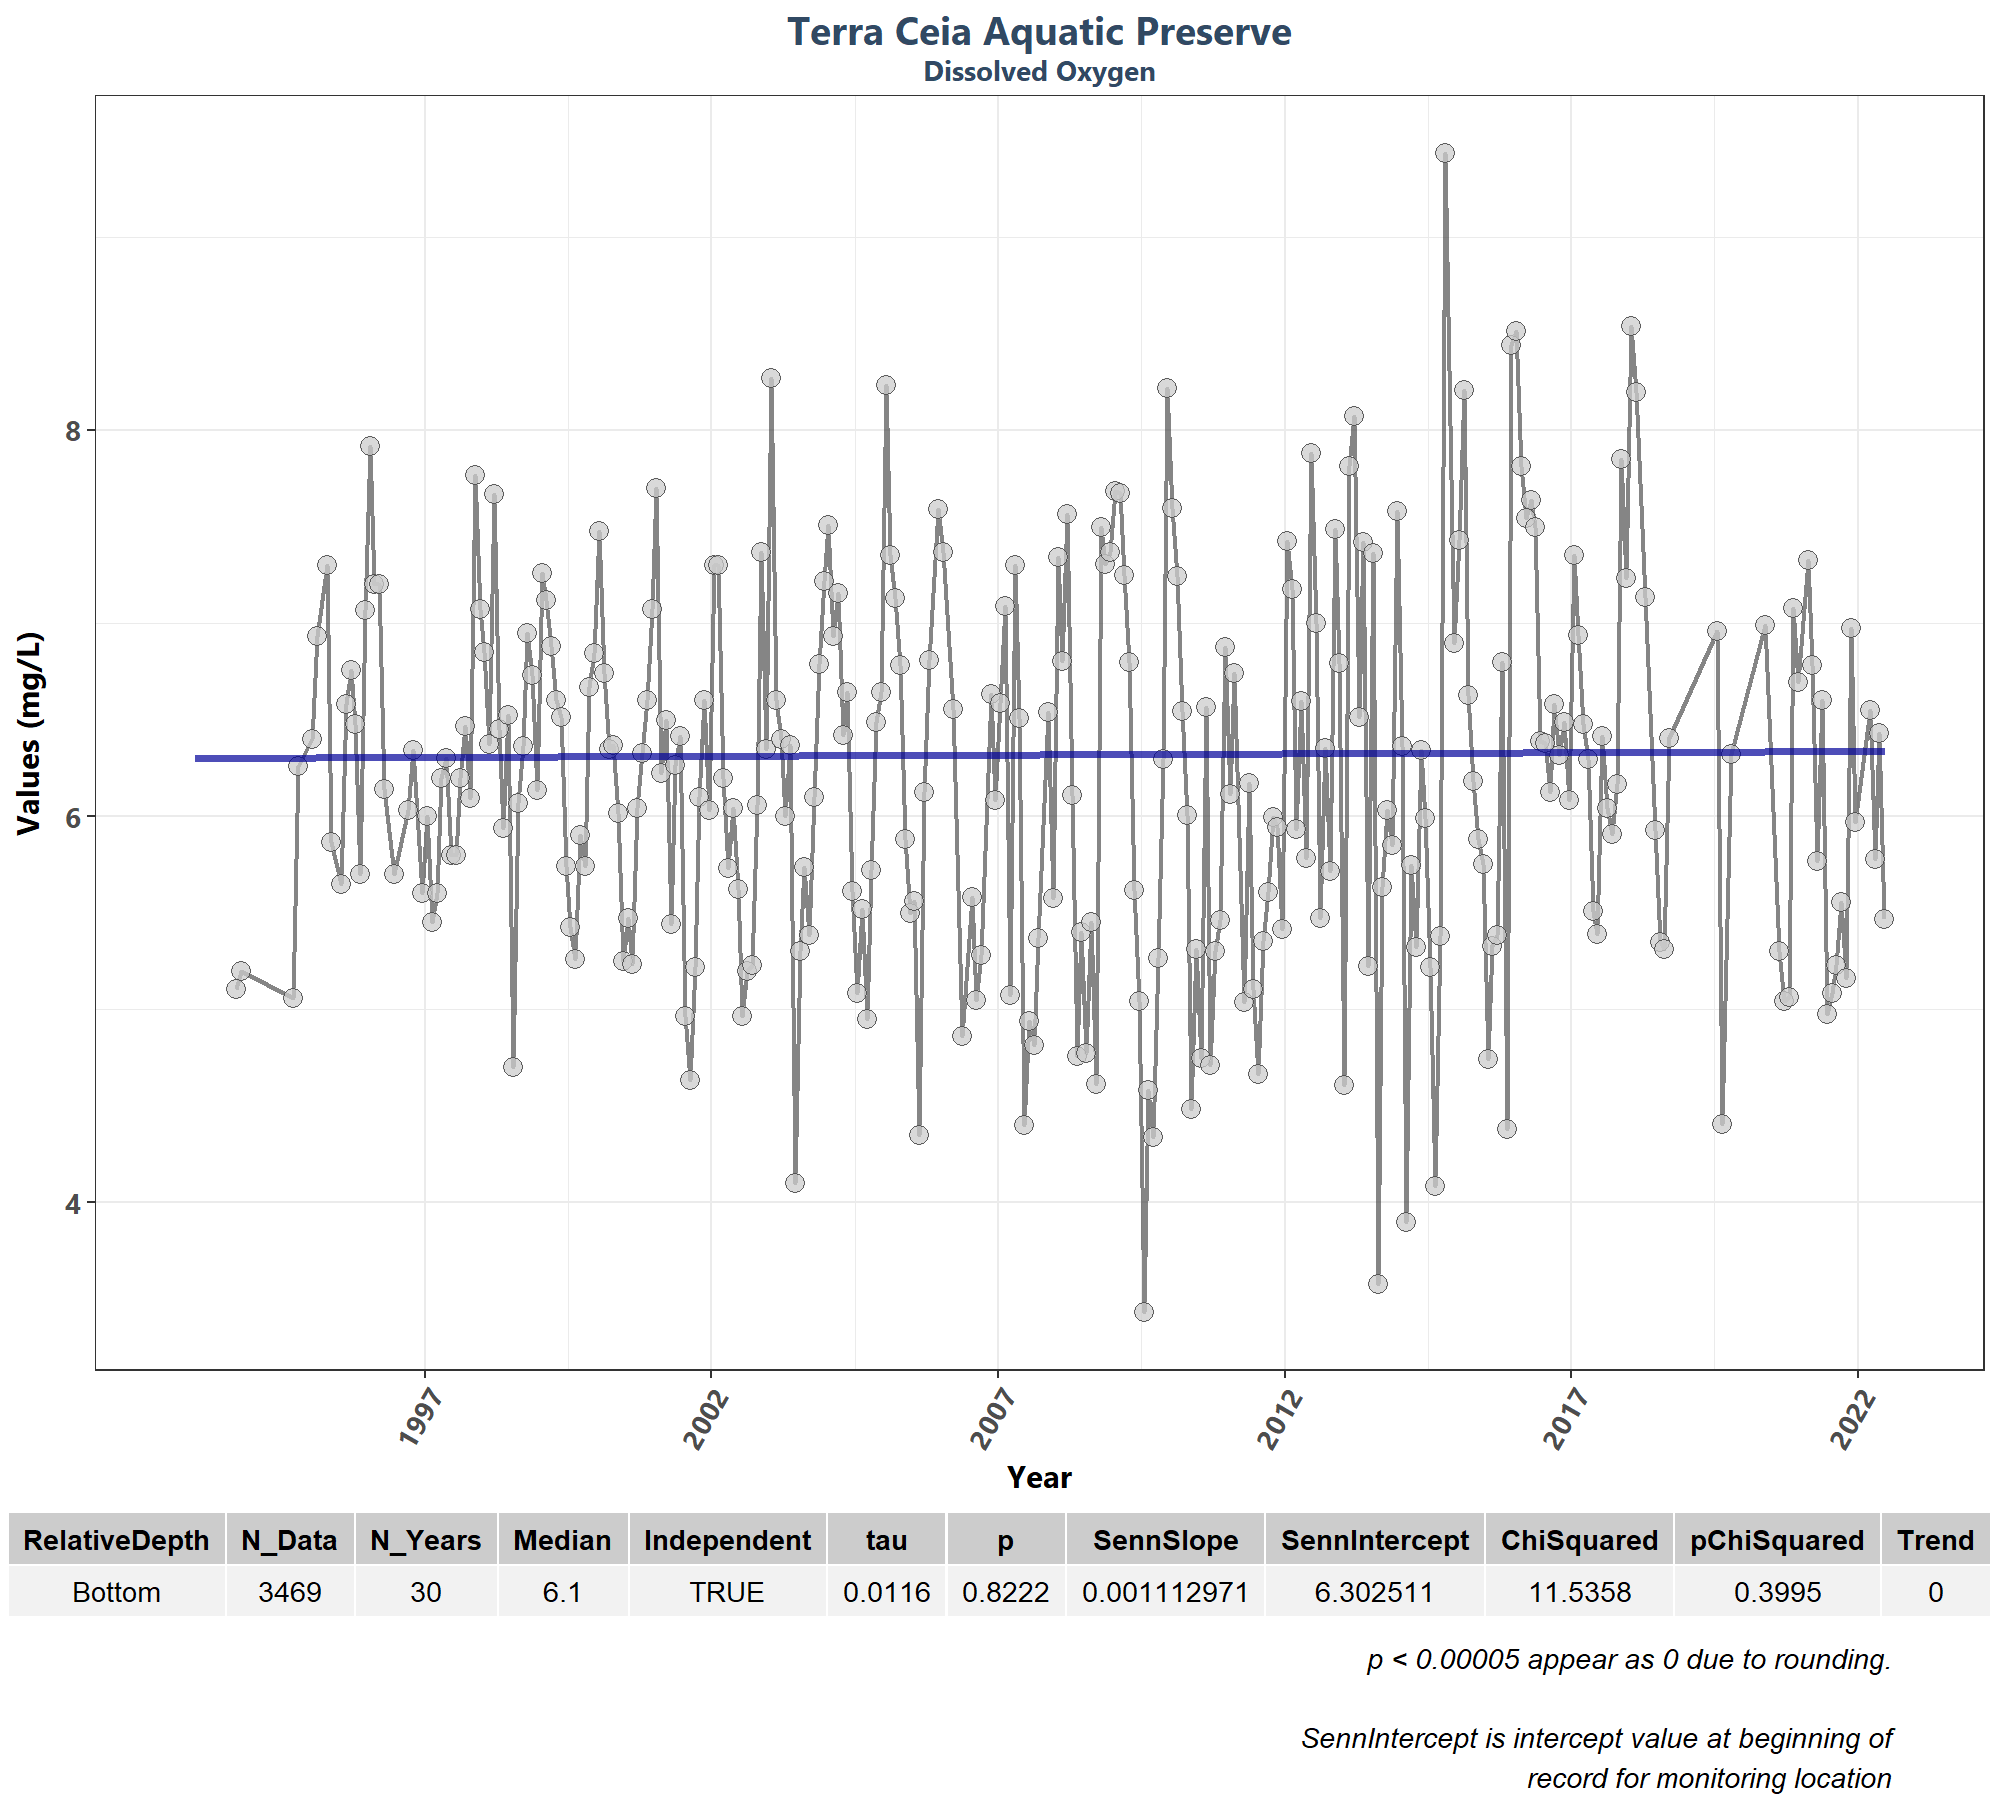 Terra Ceia Aquatic Preserve
Dissolved Oxygen
Values (mg/L)
8
6
4
1997 2002 2007 2012 2017 2022
Year
RelativeDepth N_Data N_Years Median Independent tau p SennSlope SennIntercept ChiSquared pChiSquared Trend
Bottom 3469 30 6.1 TRUE 0.0116 0.8222 0.001112971 6.302511 11.5358 0.3995 0
p < 0.00005 appear as 0 due to rounding.
SennIntercept is intercept value at beginning of
record for monitoring location